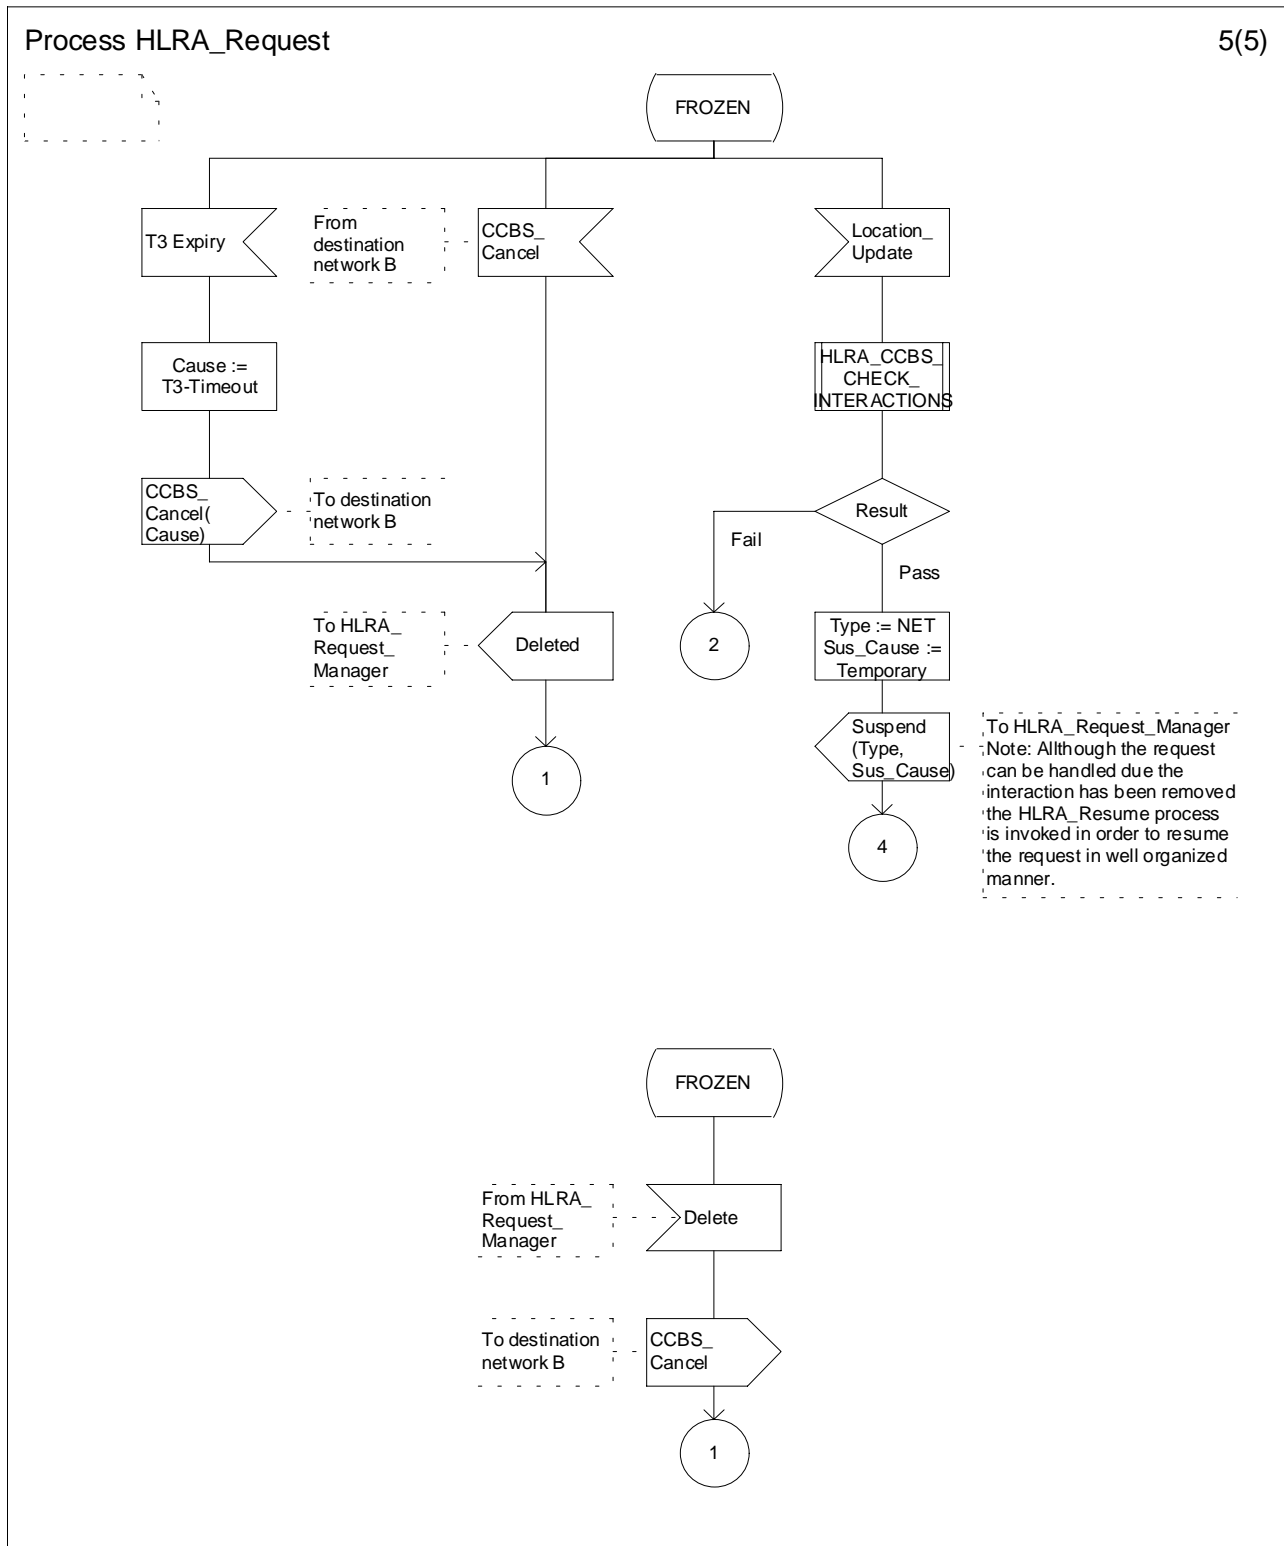 Process HLRA_Request
5(5)
FROZEN
T3 Expiry
From
destination
network B
CCBS_
Cancel
Location_
Update
Cause :=
T3-Timeout
HLRA_CCBS_
CHECK_
INTERACTIONS
CCBS_
Cancel(
Cause)
To destination
network B
Result
Fail
Pass
To HLRA_
Request_
Manager
Deleted
2
Type := NET
Sus_Cause :=
Temporary
Suspend
(Type,
Sus_Cause)
To HLRA_Request_Manager
Note: Allthough the request
can be handled due the
interaction has been removed
the HLRA_Resume process
is invoked in order to resume
the request in well organized
manner.
1
4
FROZEN
From HLRA_
Request_
Manager
Delete
To destination
network B
CCBS_
Cancel
1